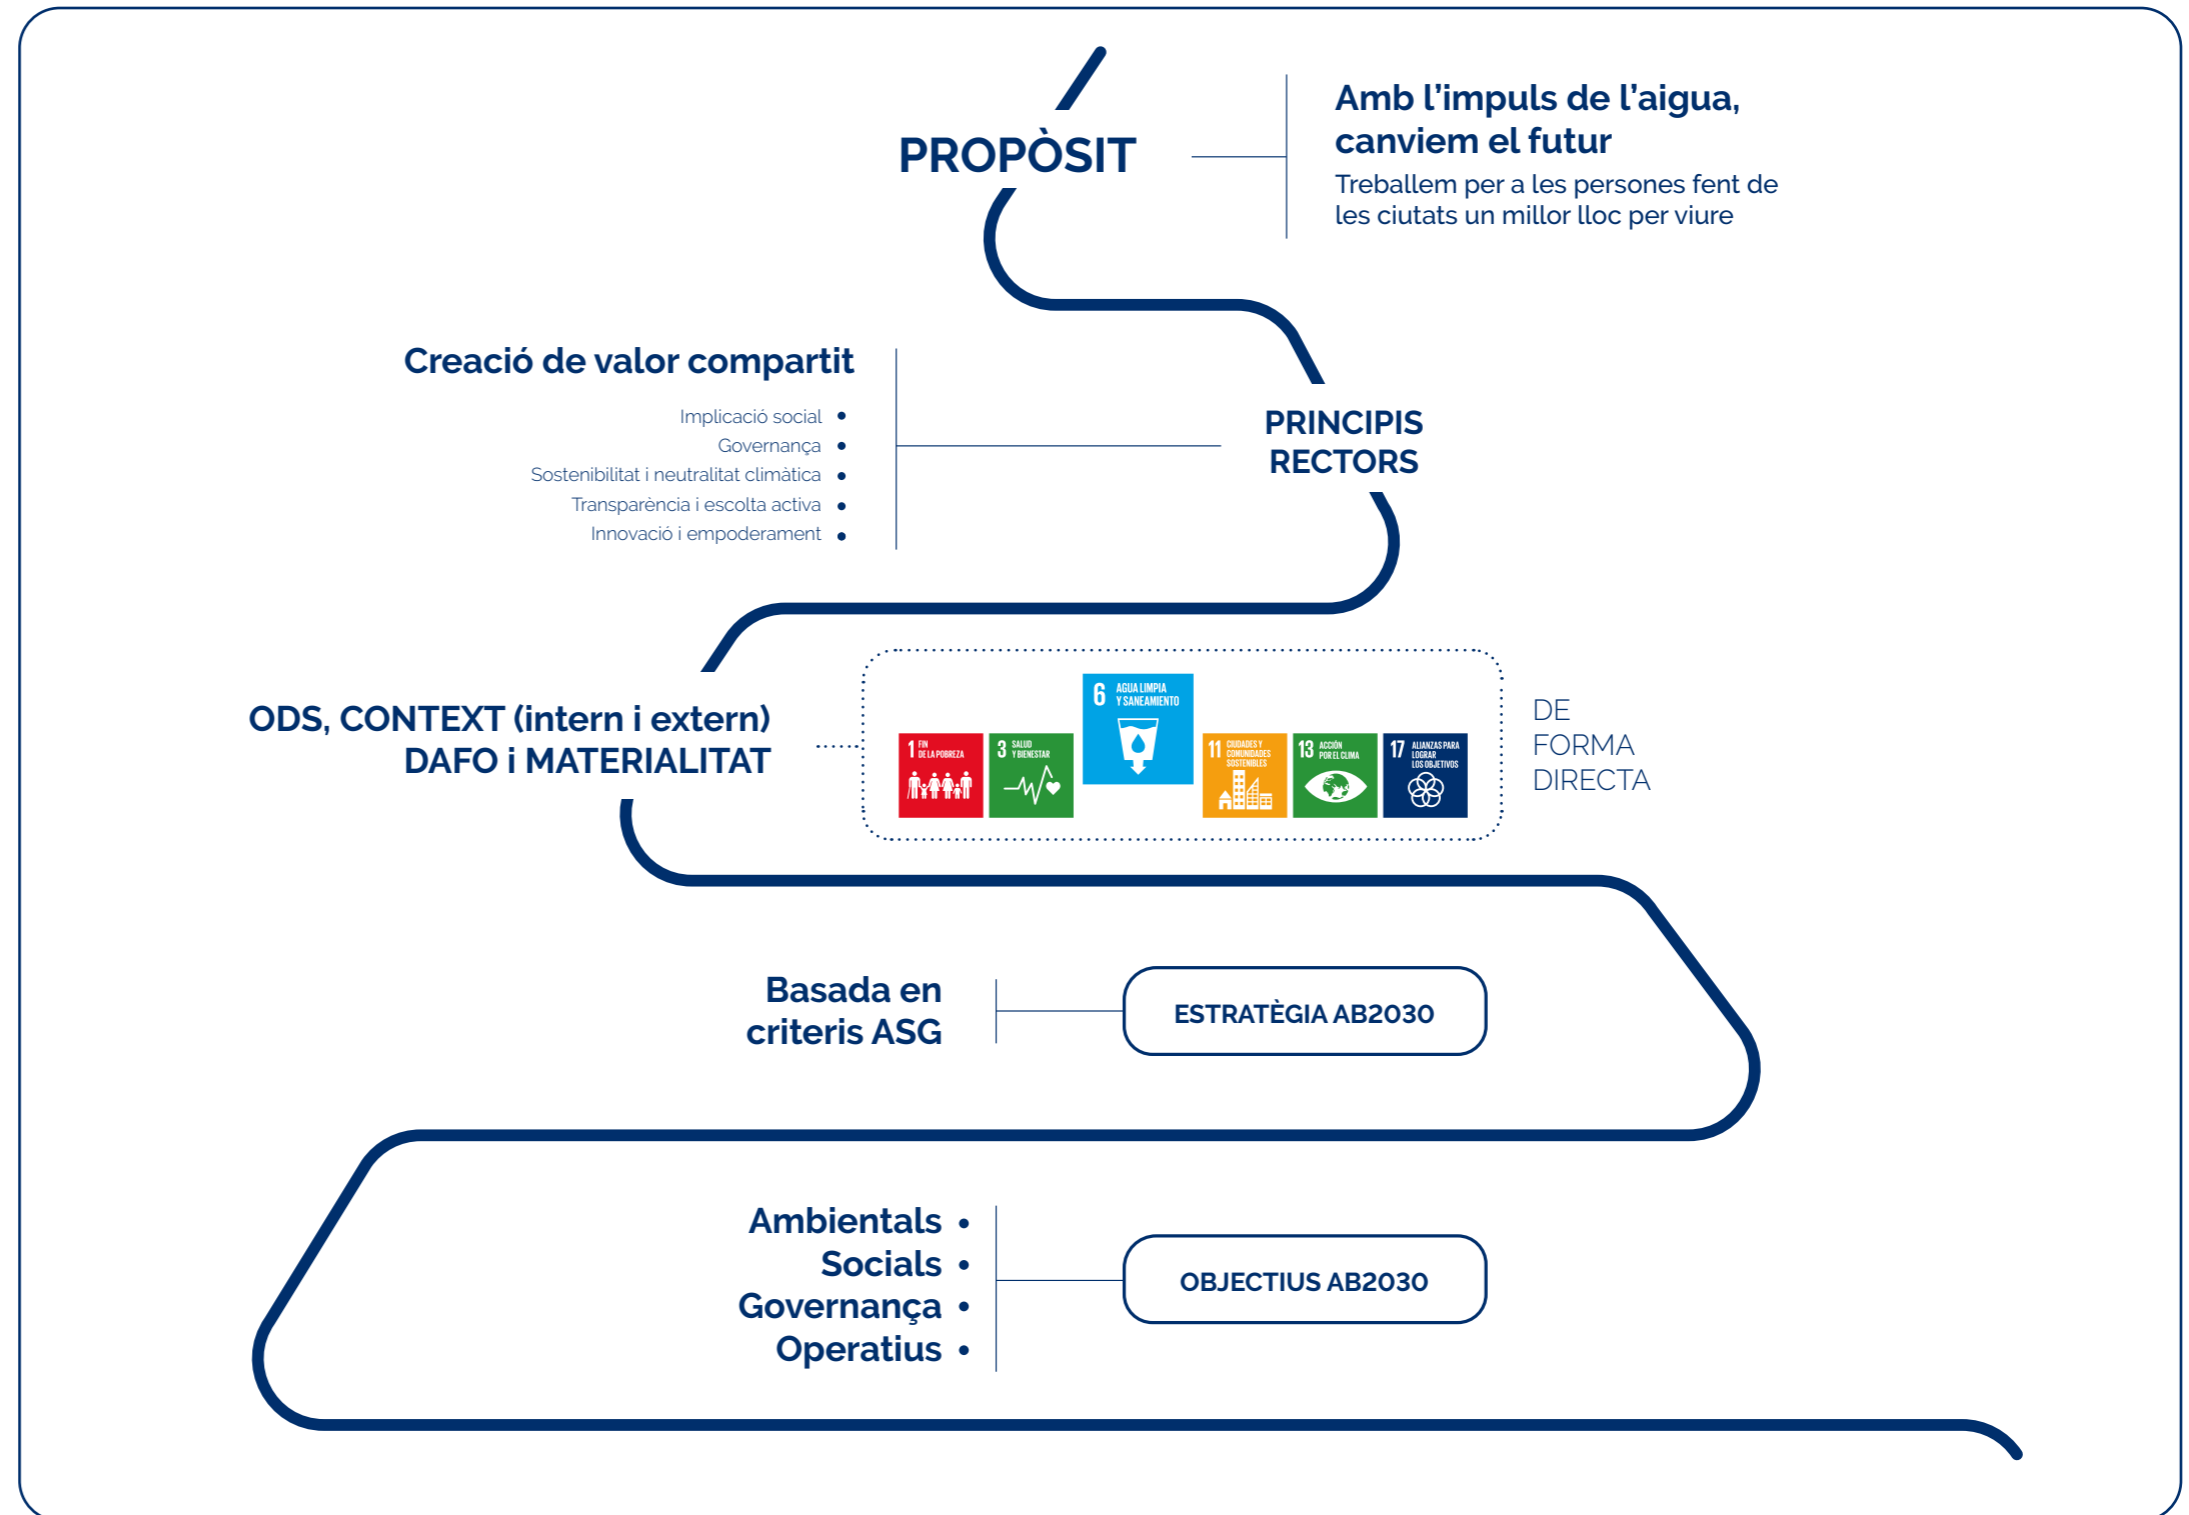 PROPÒSIT
Amb l’impuls de l’aigua,
canviem el futur
Treballem per a les persones fent de
les ciutats un millor lloc per viure
Creació de valor compartit
Implicació social •
Governança •
Sostenibilitat i neutralitat climàtica •
Transparència i escolta activa •
Innovació i empoderament •
PRINCIPIS
RECTORS
ODS, CONTEXT (intern i extern)
DAFO i MATERIALITAT
1 FIN
DE LA POBREZA
3 SALUD
Y BIENESTAR
6 AGUA LIMPIA
Y SANEAMIENTO
11 CIUDADES Y
COMUNIDADES
SOSTENIBLES
13 ACCIÓN
POR EL CLIMA
17 ALIANZAS PARA
LOGRAR
LOS OBJETIVOS
DE
FORMA
DIRECTA
Basada en
criteris ASG
ESTRATÈGIA AB2030
Ambientals •
Socials •
Governança •
Operatius •
OBJECTIUS AB2030